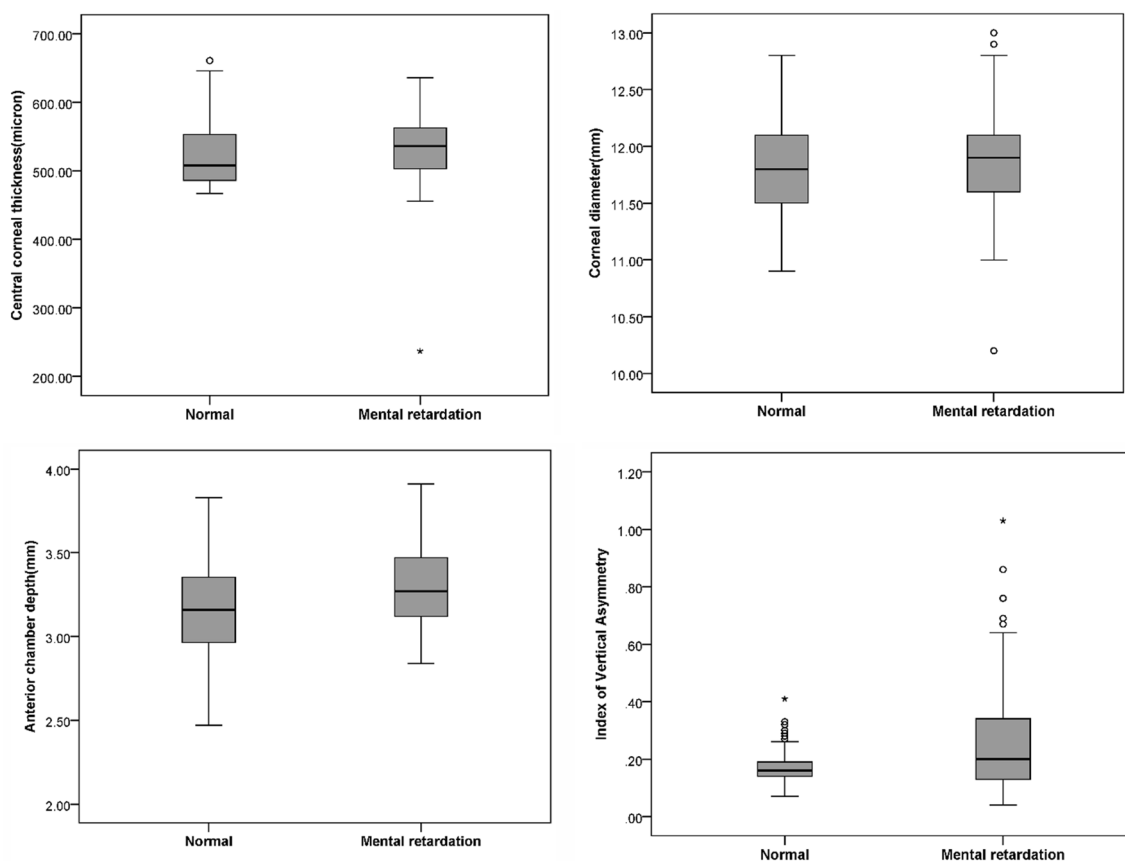 Central corneal thickness(micron)
700.00
600.00
500.00
400.00
300.00
200.00
Normal
Mental retardation
Corneal diameter(mm)
13.00
12.50
12.00
11.50
11.00
10.50
10.00
Normal
Mental retardation
Anterior chamber depth(mm)
4.00
3.50
3.00
2.50
2.00
Normal
Mental retardation
Index of Vertical Asymmetry
1.20
1.00
.80
.60
.40
.20
.00
Normal
Mental retardation